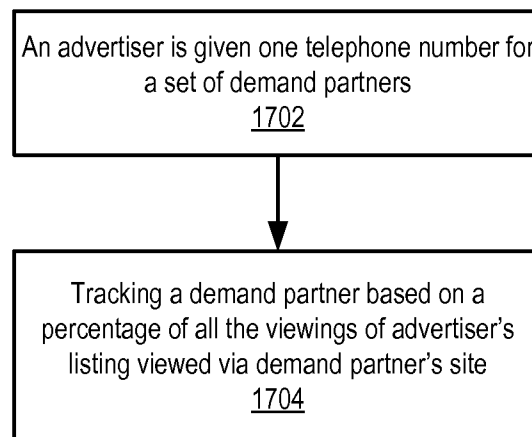 An advertiser is given one telephone number for
a set of demand partners
1702
Tracking a demand partner based on a
percentage of all the viewings of advertiser's
listing viewed via demand partner's site
1704